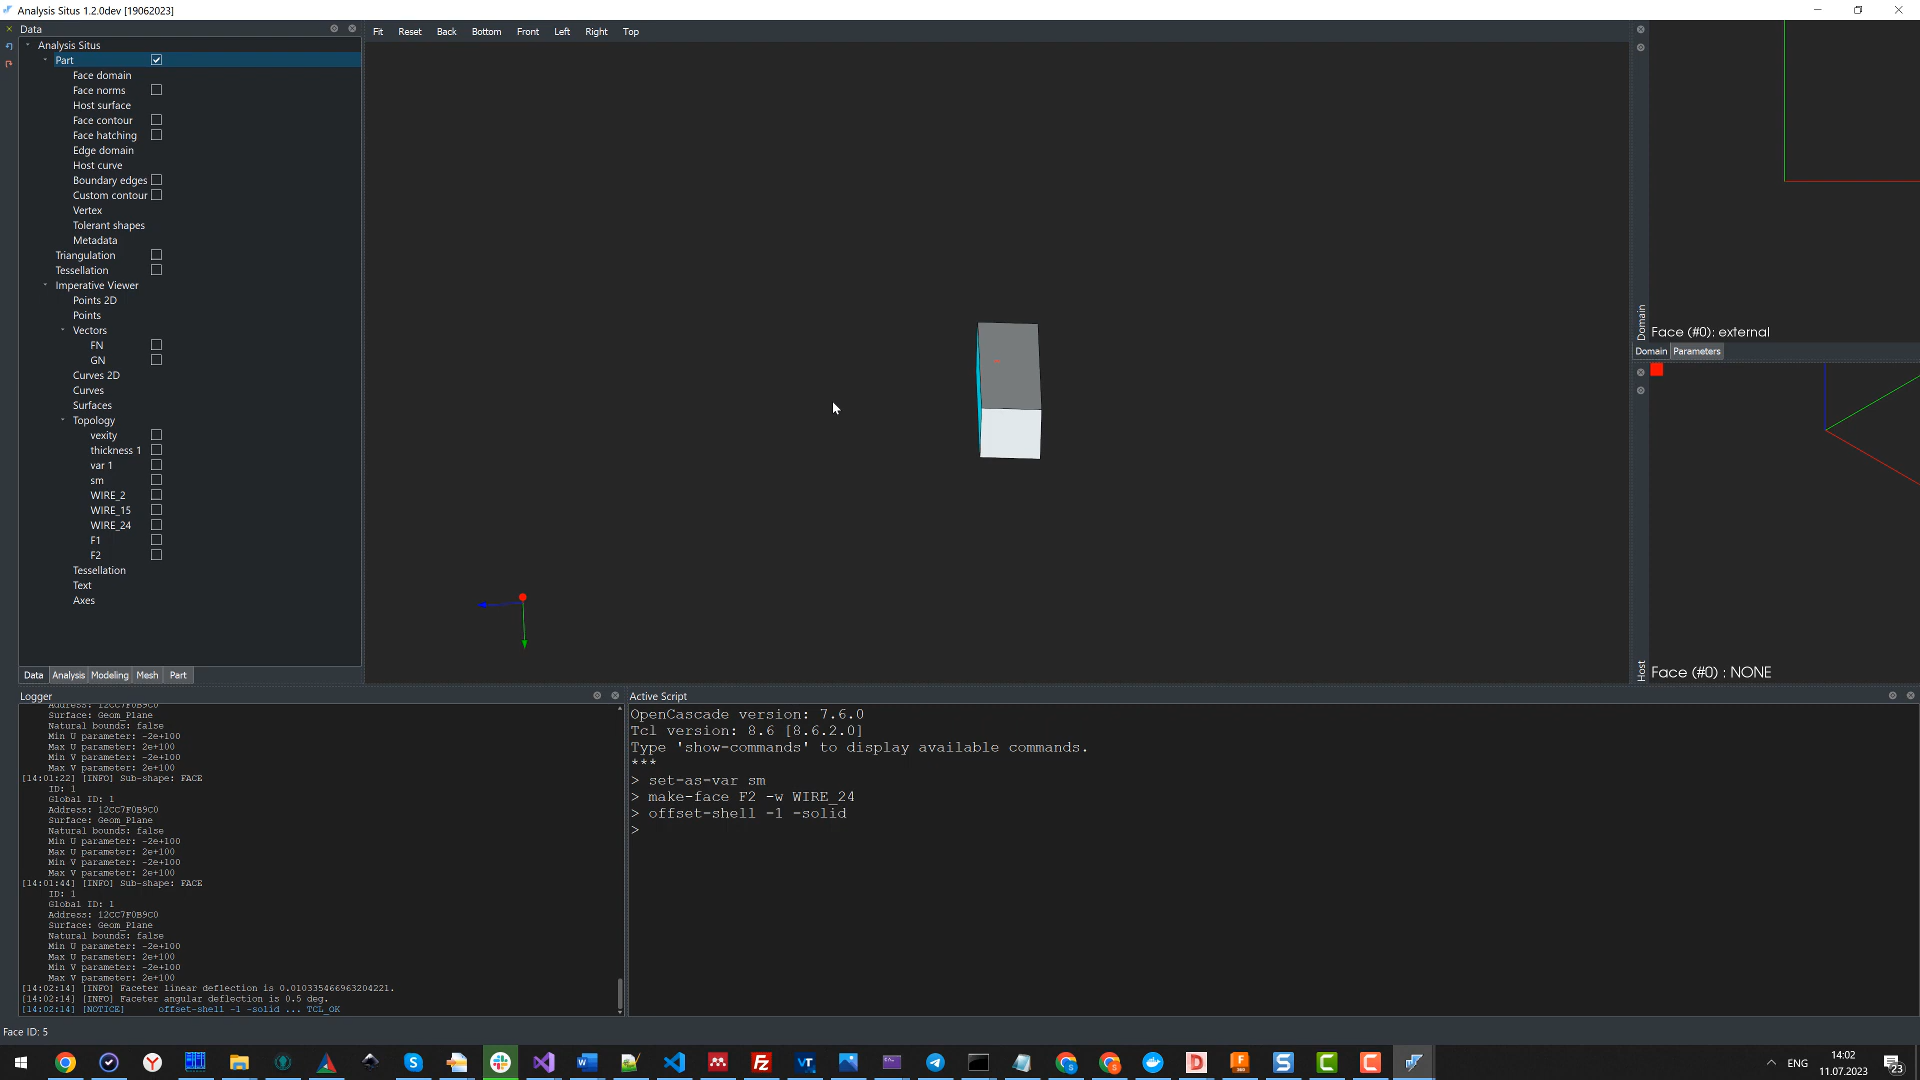 Analysis Situs 1.2.0dev [19062023]
Data
Analysis Situs
Part
Face domain
Face norms
Host surface
Face contour
Face hatching
Edge domain
Host curve
Boundary edges
Custom contour
Vertex
Tolerant shapes
Metadata
Triangulation
Tessellation
Imperative Viewer
Points 2D
Points
Vectors
FN
GN
Curves 2D
Curves
Surfaces
Topology
vexity
thickness 1
var 1
sm
WIRE_2
WIRE_15
WIRE_24
F1
F2
Tessellation
Text
Axes
Data Analysis Modeling Mesh Part
Fit Reset Back Bottom Front Left Right Top
Domain
Face (#0): external
Domain Parameters
Host
Face (#0) : NONE
Logger
Address: 12CC7F0B9C0
Surface: Geom_Plane
Natural bounds: false
Min U parameter: -2e+100
Max U parameter: 2e+100
Min V parameter: -2e+100
Max V parameter: 2e+100
[14:01:22] [INFO] Sub-shape: FACE
ID: 1
Global ID: 1
Address: 12CC7F0B9C0
Surface: Geom_Plane
Natural bounds: false
Min U parameter: -2e+100
Max U parameter: 2e+100
Min V parameter: -2e+100
Max V parameter: 2e+100
[14:01:44] [INFO] Sub-shape: FACE
ID: 1
Global ID: 1
Address: 12CC7F0B9C0
Surface: Geom_Plane
Natural bounds: false
Min U parameter: -2e+100
Max U parameter: 2e+100
Min V parameter: -2e+100
Max V parameter: 2e+100
[14:02:14] [INFO] Faceter linear deflection is 0.010335466963204221.
[14:02:14] [INFO] Faceter angular deflection is 0.5 deg.
[14:02:14] [NOTICE] offset-shell -1 -solid ... TCL_OK
Active Script
OpenCascade version: 7.6.0
Tcl version: 8.6 [8.6.2.0]
Type 'show-commands' to display available commands.
***
> set-as-var sm
> make-face F2 -w WIRE_24
> offset-shell -1 -solid
>
Face ID: 5
ENG
14:02
11.07.2023
23